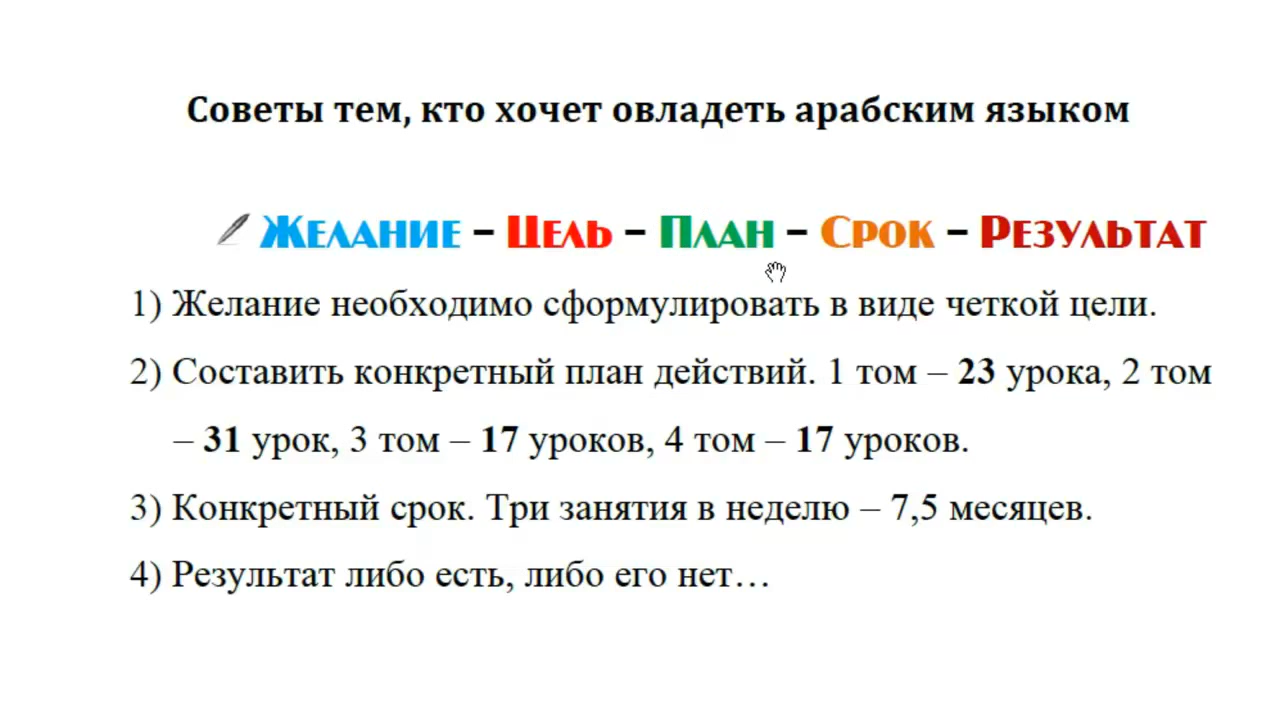 Советы тем, кто хочет овладеть арабским языком
Желание – Цель – План – Срок – Результат
1) Желание необходимо сформулировать в виде четкой цели.
2) Составить конкретный план действий. 1 том – 23 урока, 2 том
– 31 урок, 3 том – 17 уроков, 4 том – 17 уроков.
3) Конкретный срок. Три занятия в неделю – 7,5 месяцев.
4) Результат либо есть, либо его нет…